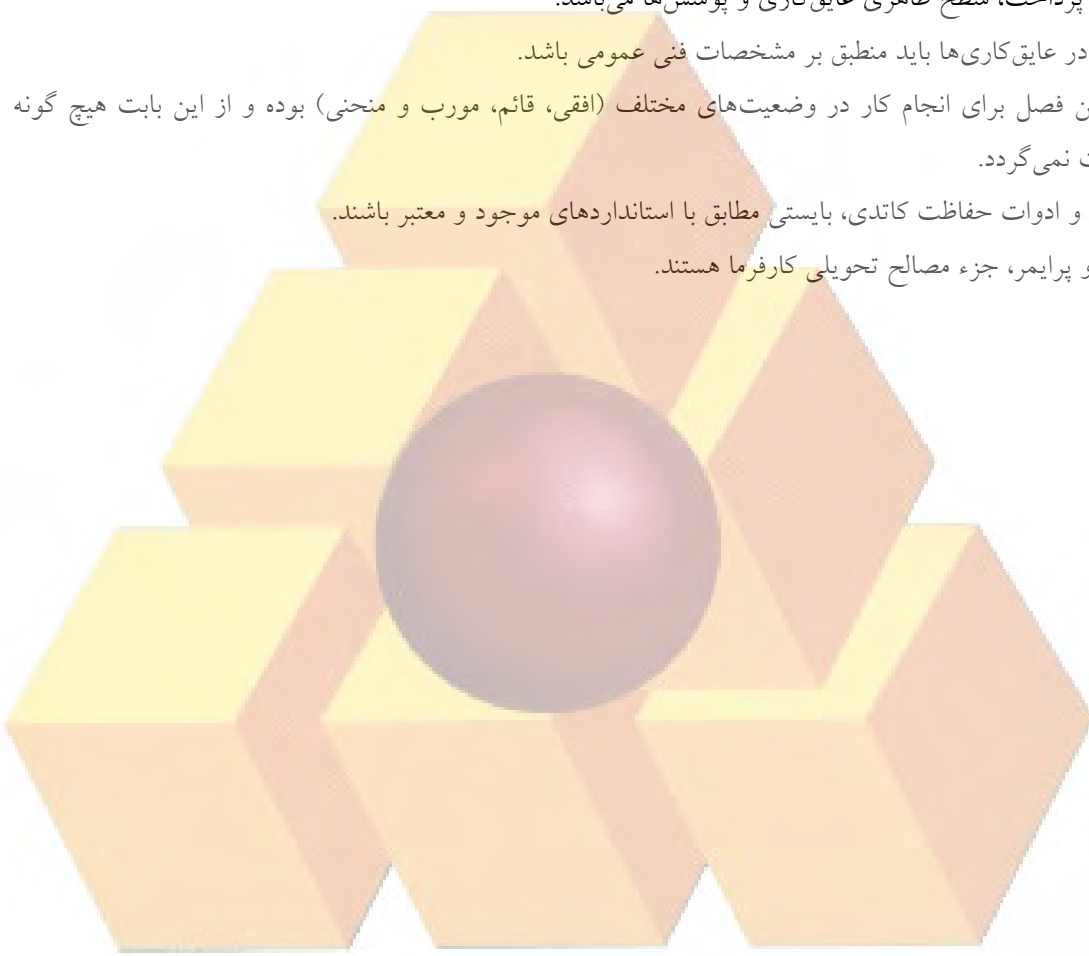 پرداخت، سطح ظاهری عایق‌کاری و پوشش‌ها می‌باشد.
در عایق‌کاری‌ها باید منطبق بر مشخصات فنی عمومی باشد.
فصل برای انجام کار در وضعیت‌های مختلف (افقی، قائم، مورب و منحنی) بوده و از این بابت هیچ گونه
نمی‌گردد.
و ادوات حفاظت کاتدی، بایستی مطابق با استانداردهای موجود و معتبر باشند.
و پرایمر، جزء مصالح تحویلی کارفرما هستند.